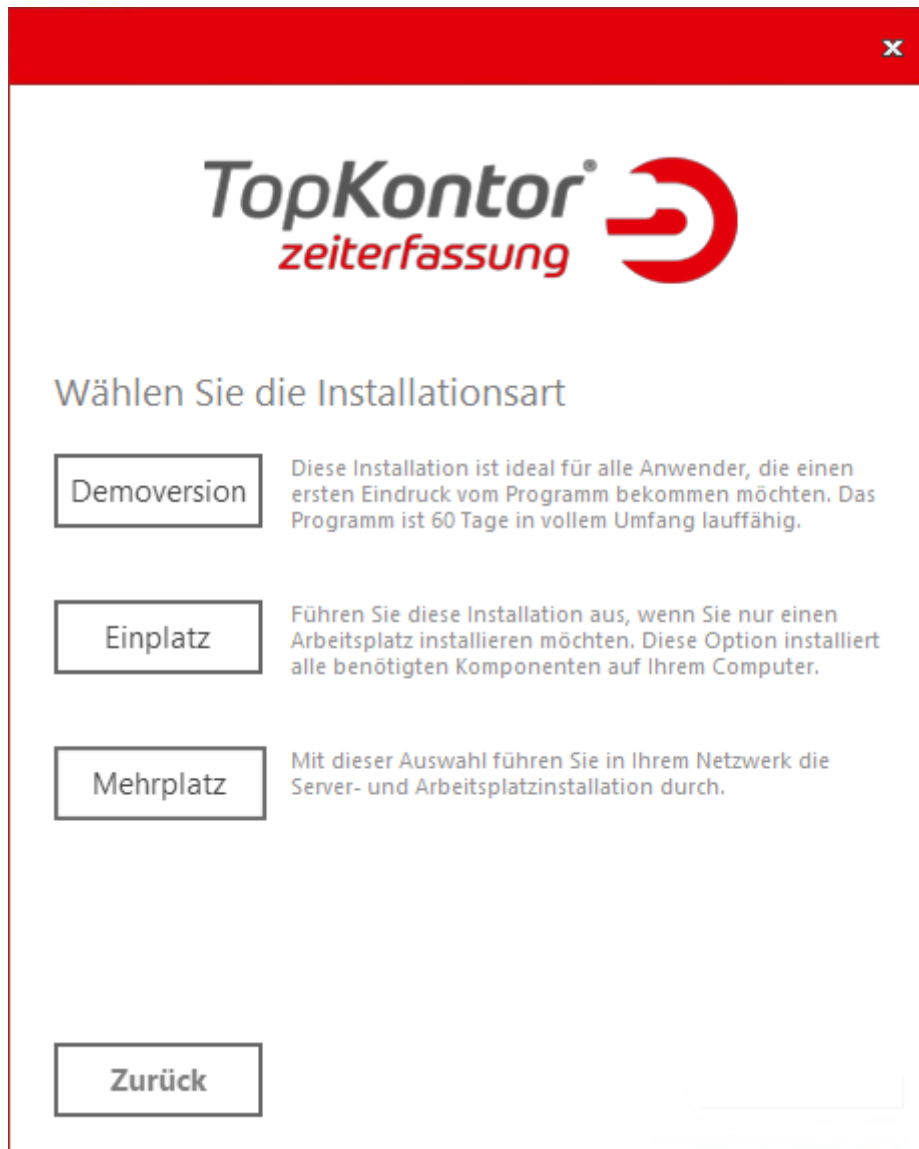 TopKontor®
zeiterfassung
Wählen Sie die Installationsart
Demoversion
Diese Installation ist ideal für alle Anwender, die einen
ersten Eindruck vom Programm bekommen möchten. Das
Programm ist 60 Tage in vollem Umfang lauffähig.
Einplatz
Führen Sie diese Installation aus, wenn Sie nur einen
Arbeitsplatz installieren möchten. Diese Option installiert
alle benötigten Komponenten auf Ihrem Computer.
Mehrplatz
Mit dieser Auswahl führen Sie in Ihrem Netzwerk die
Server- und Arbeitsplatzinstallation durch.
Zurück